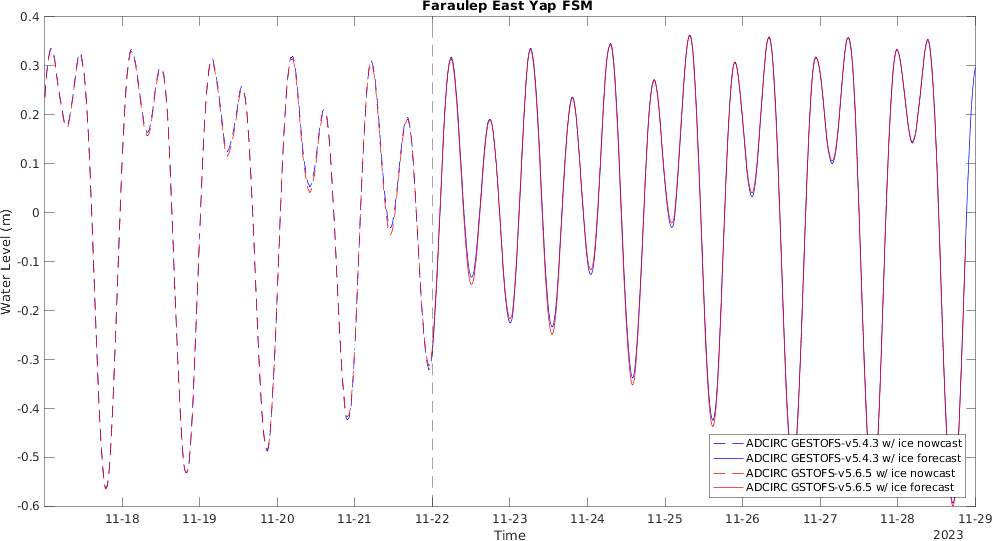 Faraulep East Yap FSM
0.4
0.3
0.2
0.1
0
-0.1
-0.2
-0.3
-0.4
-0.5
-0.6
Water Level (m)
ADCIRC GESTOFS-v5.4.3 w/ ice nowcast
ADCIRC GESTOFS-v5.4.3 w/ ice forecast
ADCIRC GSTOFS-v5.6.5 w/ ice nowcast
ADCIRC GSTOFS-v5.6.5 w/ ice forecast
11-18 11-19 11-20 11-21 11-22 11-23 11-24 11-25 11-26 11-27 11-28 11-29
Time
2023